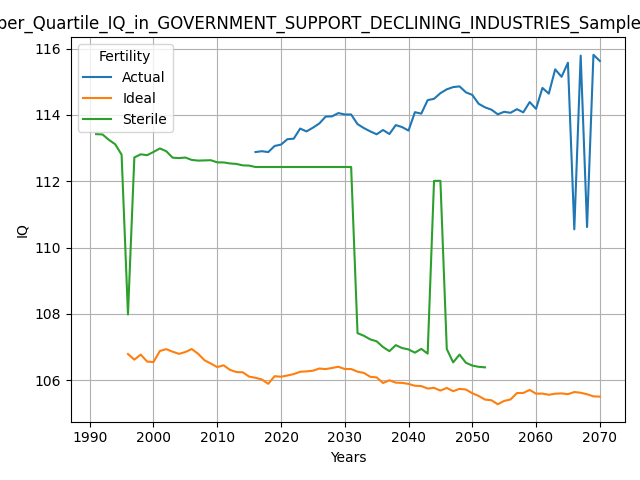 per_Quartile_IQ_in_GOVERNMENT_SUPPORT_DECLINING_INDUSTRIES_Sample
116
114
112
110
108
106
IQ
Fertility
Actual
Ideal
Sterile
1990 2000 2010 2020 2030 2040 2050 2060 2070
Years